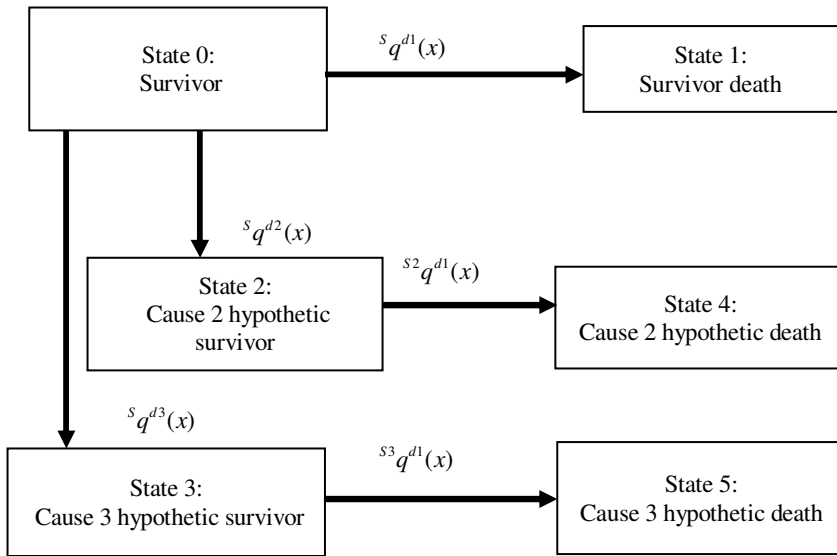 State 0:
Survivor
^{S}q^{d1}(x)
State 1:
Survivor death
^{S}q^{d2}(x)
State 2:
Cause 2 hypothetic
survivor
^{S2}q^{d1}(x)
State 4:
Cause 2 hypothetic death
^{S}q^{d3}(x)
State 3:
Cause 3 hypothetic survivor
^{S3}q^{d1}(x)
State 5:
Cause 3 hypothetic death